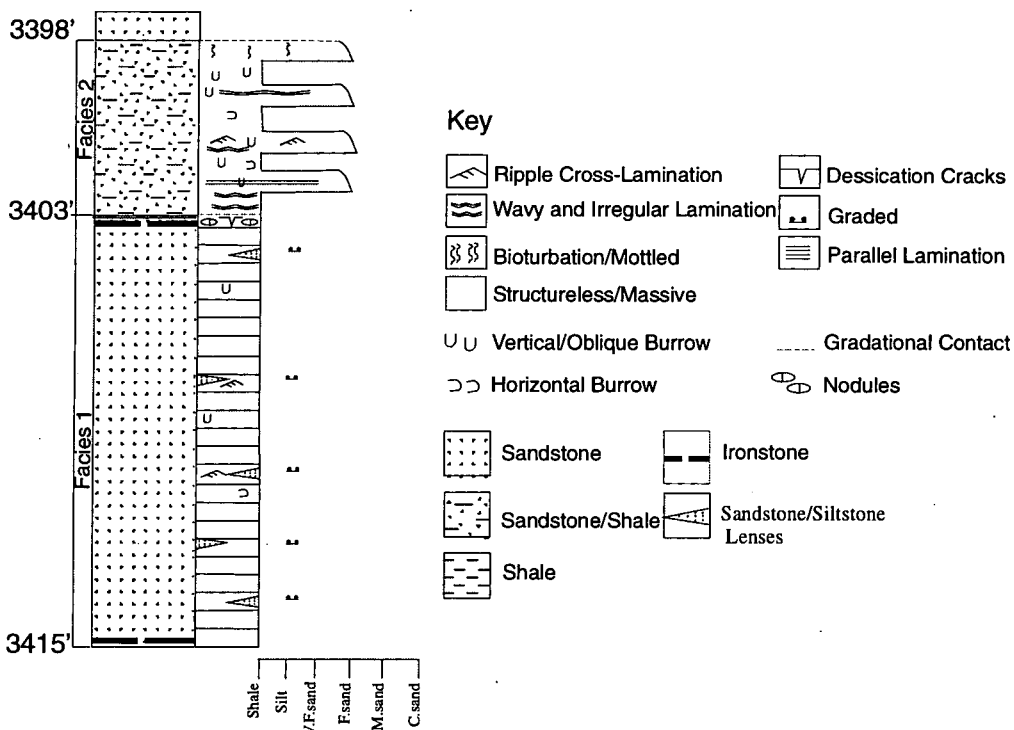 3398'
Facies 2
3403'
Facies 1
3415'
Shale
Silt
V.F.sand
F.sand
M.sand
C.sand
Key
Ripple Cross-Lamination
Wavy and Irregular Lamination
Bioturbation/Mottled
Structureless/Massive
Vertical/Oblique Burrow
Horizontal Burrow
Dessication Cracks
Graded
Parallel Lamination
Gradational Contact
Nodules
Sandstone
Sandstone/Shale
Shale
Ironstone
Sandstone/Siltstone
Lenses